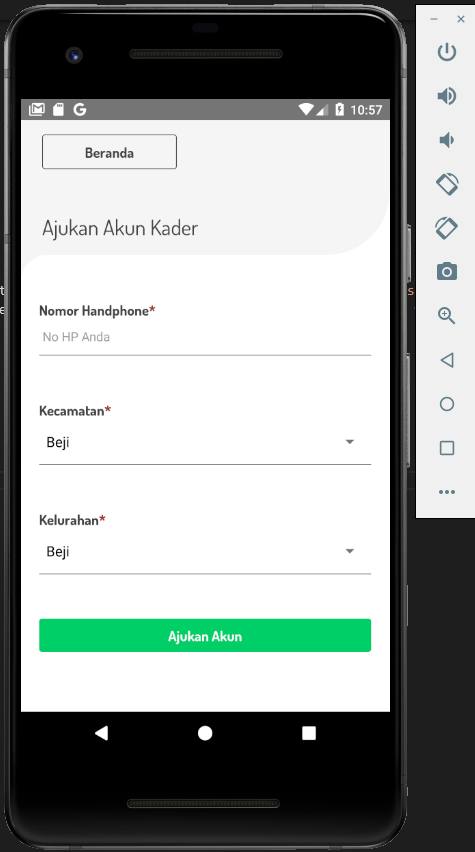 10:57
Beranda
Ajukan Akun Kader
Nomor Handphone*
No HP Anda
Kecamatan*
Beji
Kelurahan*
Beji
Ajukan Akun